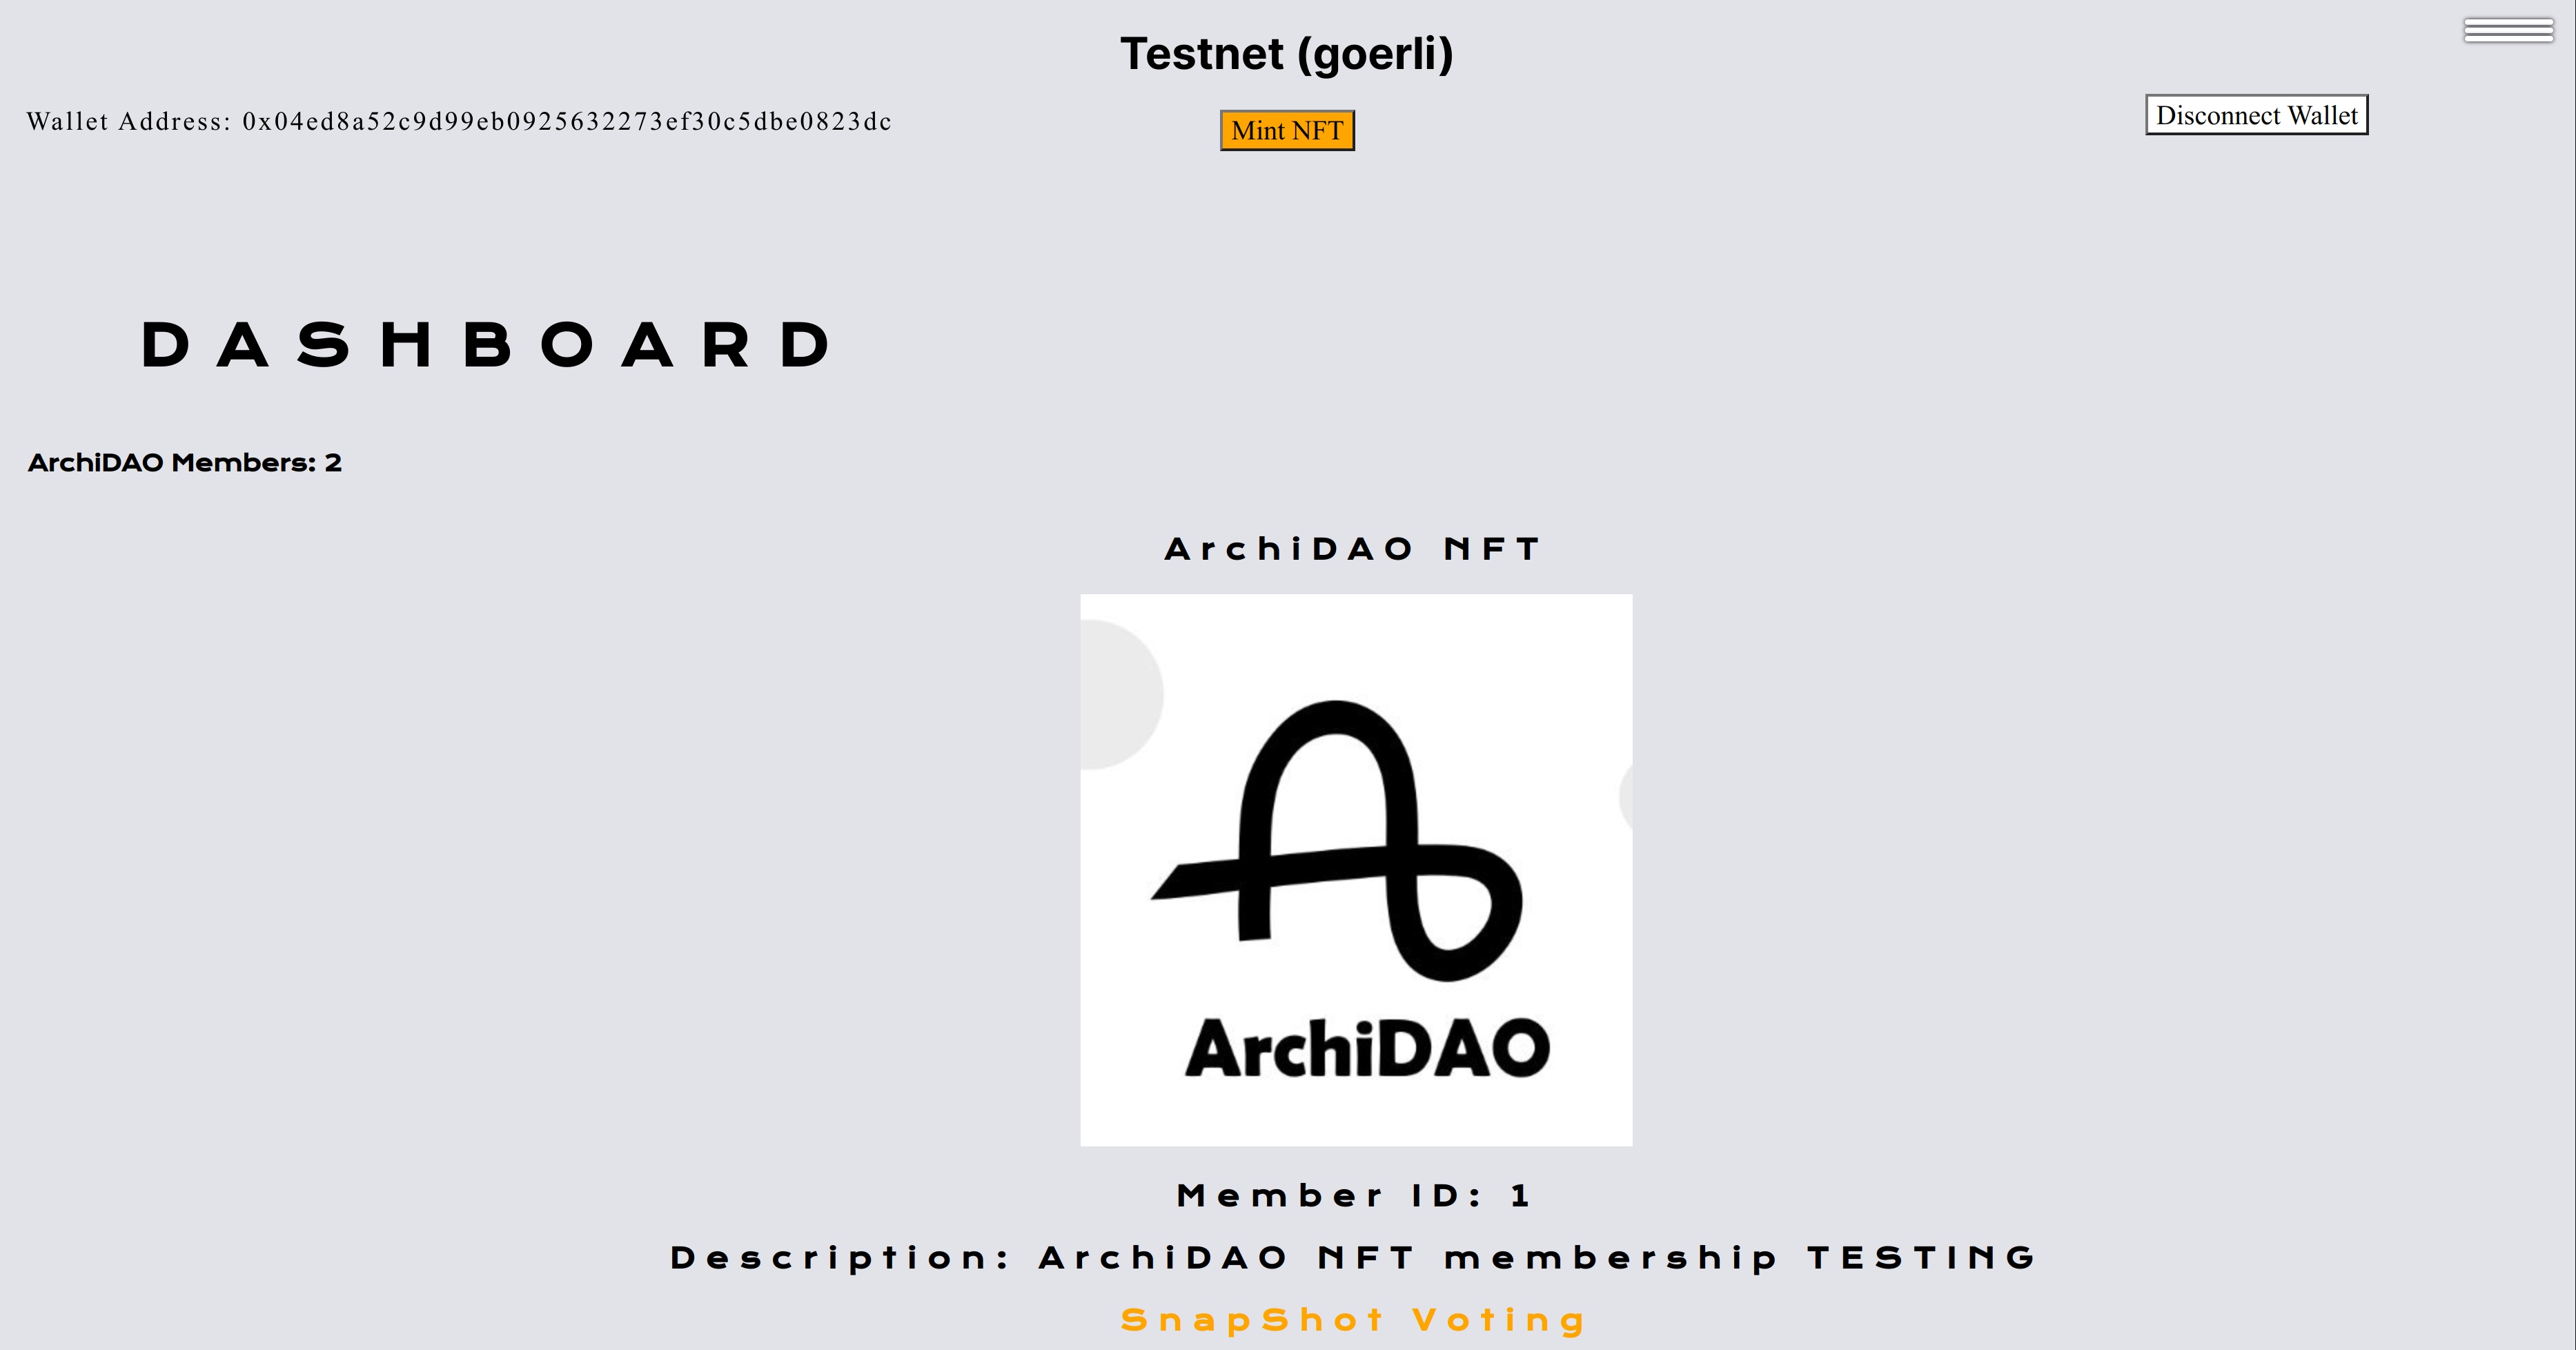 Testnet (goerli)
Wallet Address: 0x04ed8a52c9d99eb0925632273ef30c5dbe0823dc
Mint NFT
Disconnect Wallet
DASHBOARD
ArchiDAO Members: 2
ArchiDAO NFT
ArchiDAO
Member ID: 1
Description: ArchiDAO NFT membership TESTING
SnapShot Voting